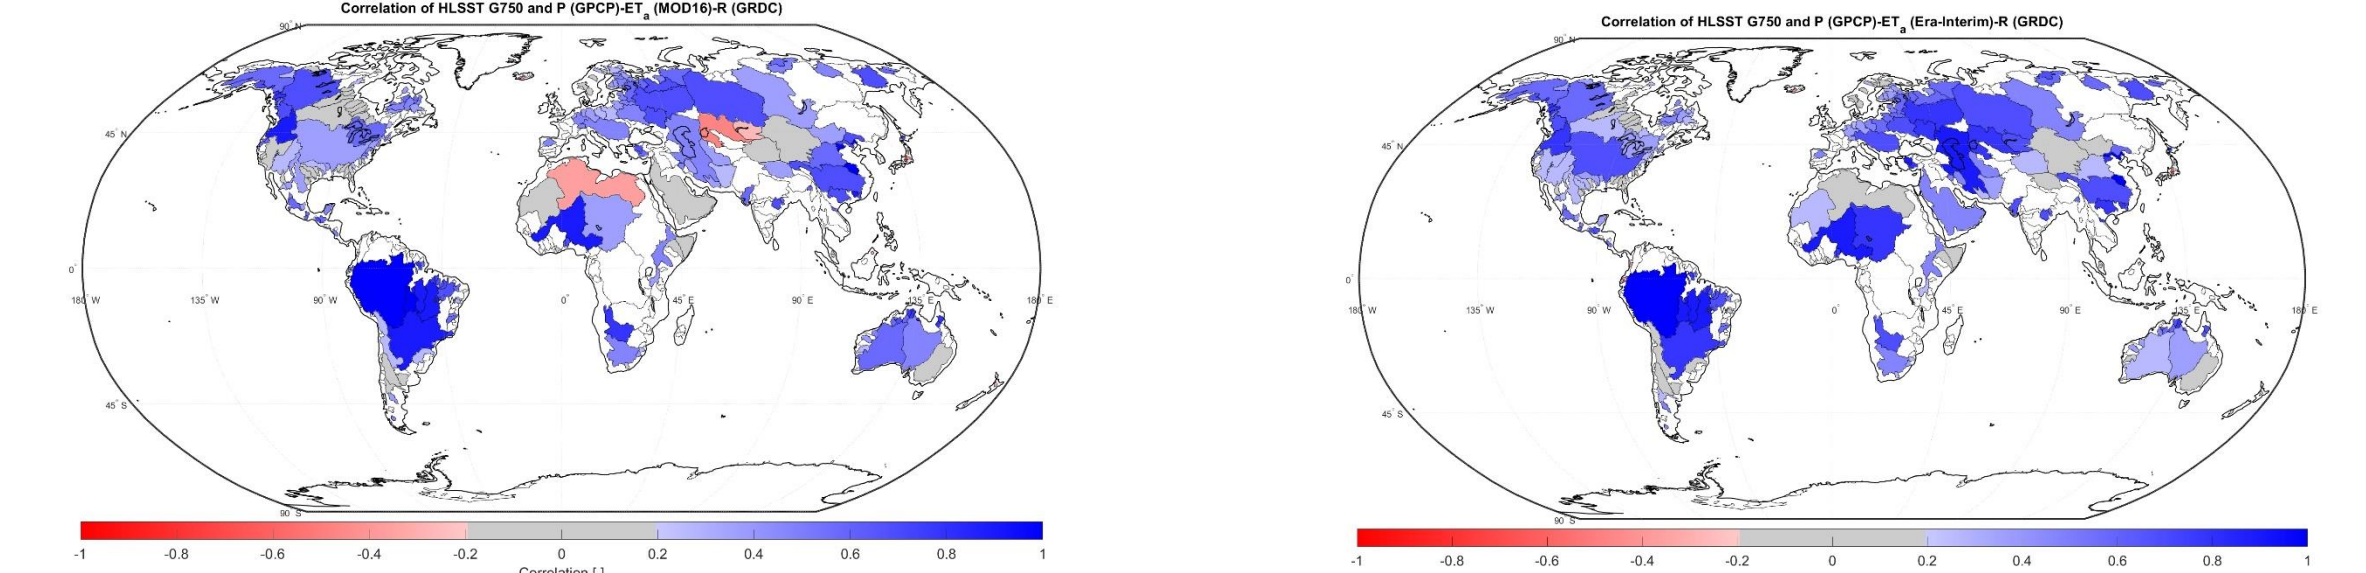 Correlation of HLSST G750 and P (GPCP)-ETa (MOD16)-R (GRDC)
90° N
45° N
0°
180° W 135° W 90° W 0° 45° E 90° E 135° E 180° E
45° S
90° S
-1 -0.8 -0.6 -0.4 -0.2 0 0.2 0.4 0.6 0.8 1
Correlation [ ]
Correlation of HLSST G750 and P (GPCP)-ETa (Era-Interim)-R (GRDC)
90° N
45° N
0°
180° W 135° W 90° W 0° 45° E 90° E 135° E 180° E
45° S
90° S
-1 -0.8 -0.6 -0.4 -0.2 0 0.2 0.4 0.6 0.8 1